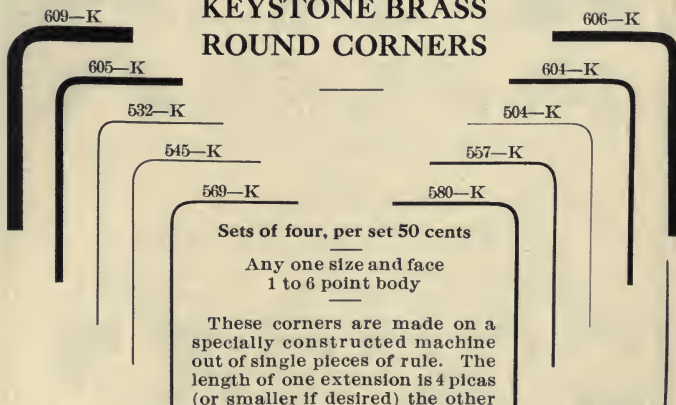 KEYSTONE BRASS
ROUND CORNERS
609—K
606—K
605—K
604—K
532—K
504—K
545—K
557—K
569—K
580—K
Sets of four, per set 50 cents
Any one size and face
1 to 6 point body
These corners are made on a
specially constructed machine
out of single pieces of rule. The
length of one extension is 4 picas
(or smaller if desired) the other